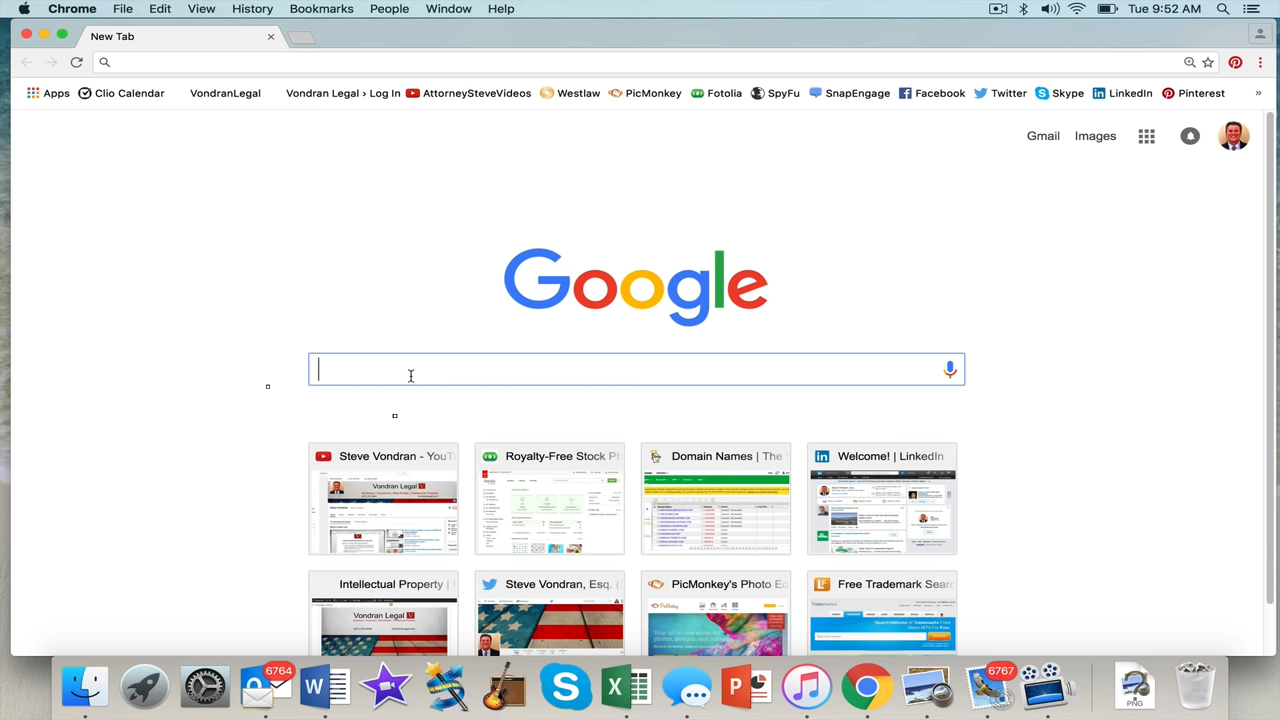 Chrome File Edit View History Bookmarks People Window Help Tue 9:52 AM
New Tab
Apps Clio Calendar VondranLegal Vondran Legal › Log In AttorneySteveVideos Westlaw PicMonkey Fotolia SpyFu SnapEngage Facebook Twitter Skype LinkedIn Pinterest »
Gmail Images
Google
Steve Vondran - YouT Royalty-Free Stock Ph Domain Names | The Welcome! | LinkedIn
Vondran Legal
Intellectual Property | Steve Vondran, Esq. ( PicMonkey's Photo Ed Free Trademark Sear
Vondran Legal
6764 6767
PNG